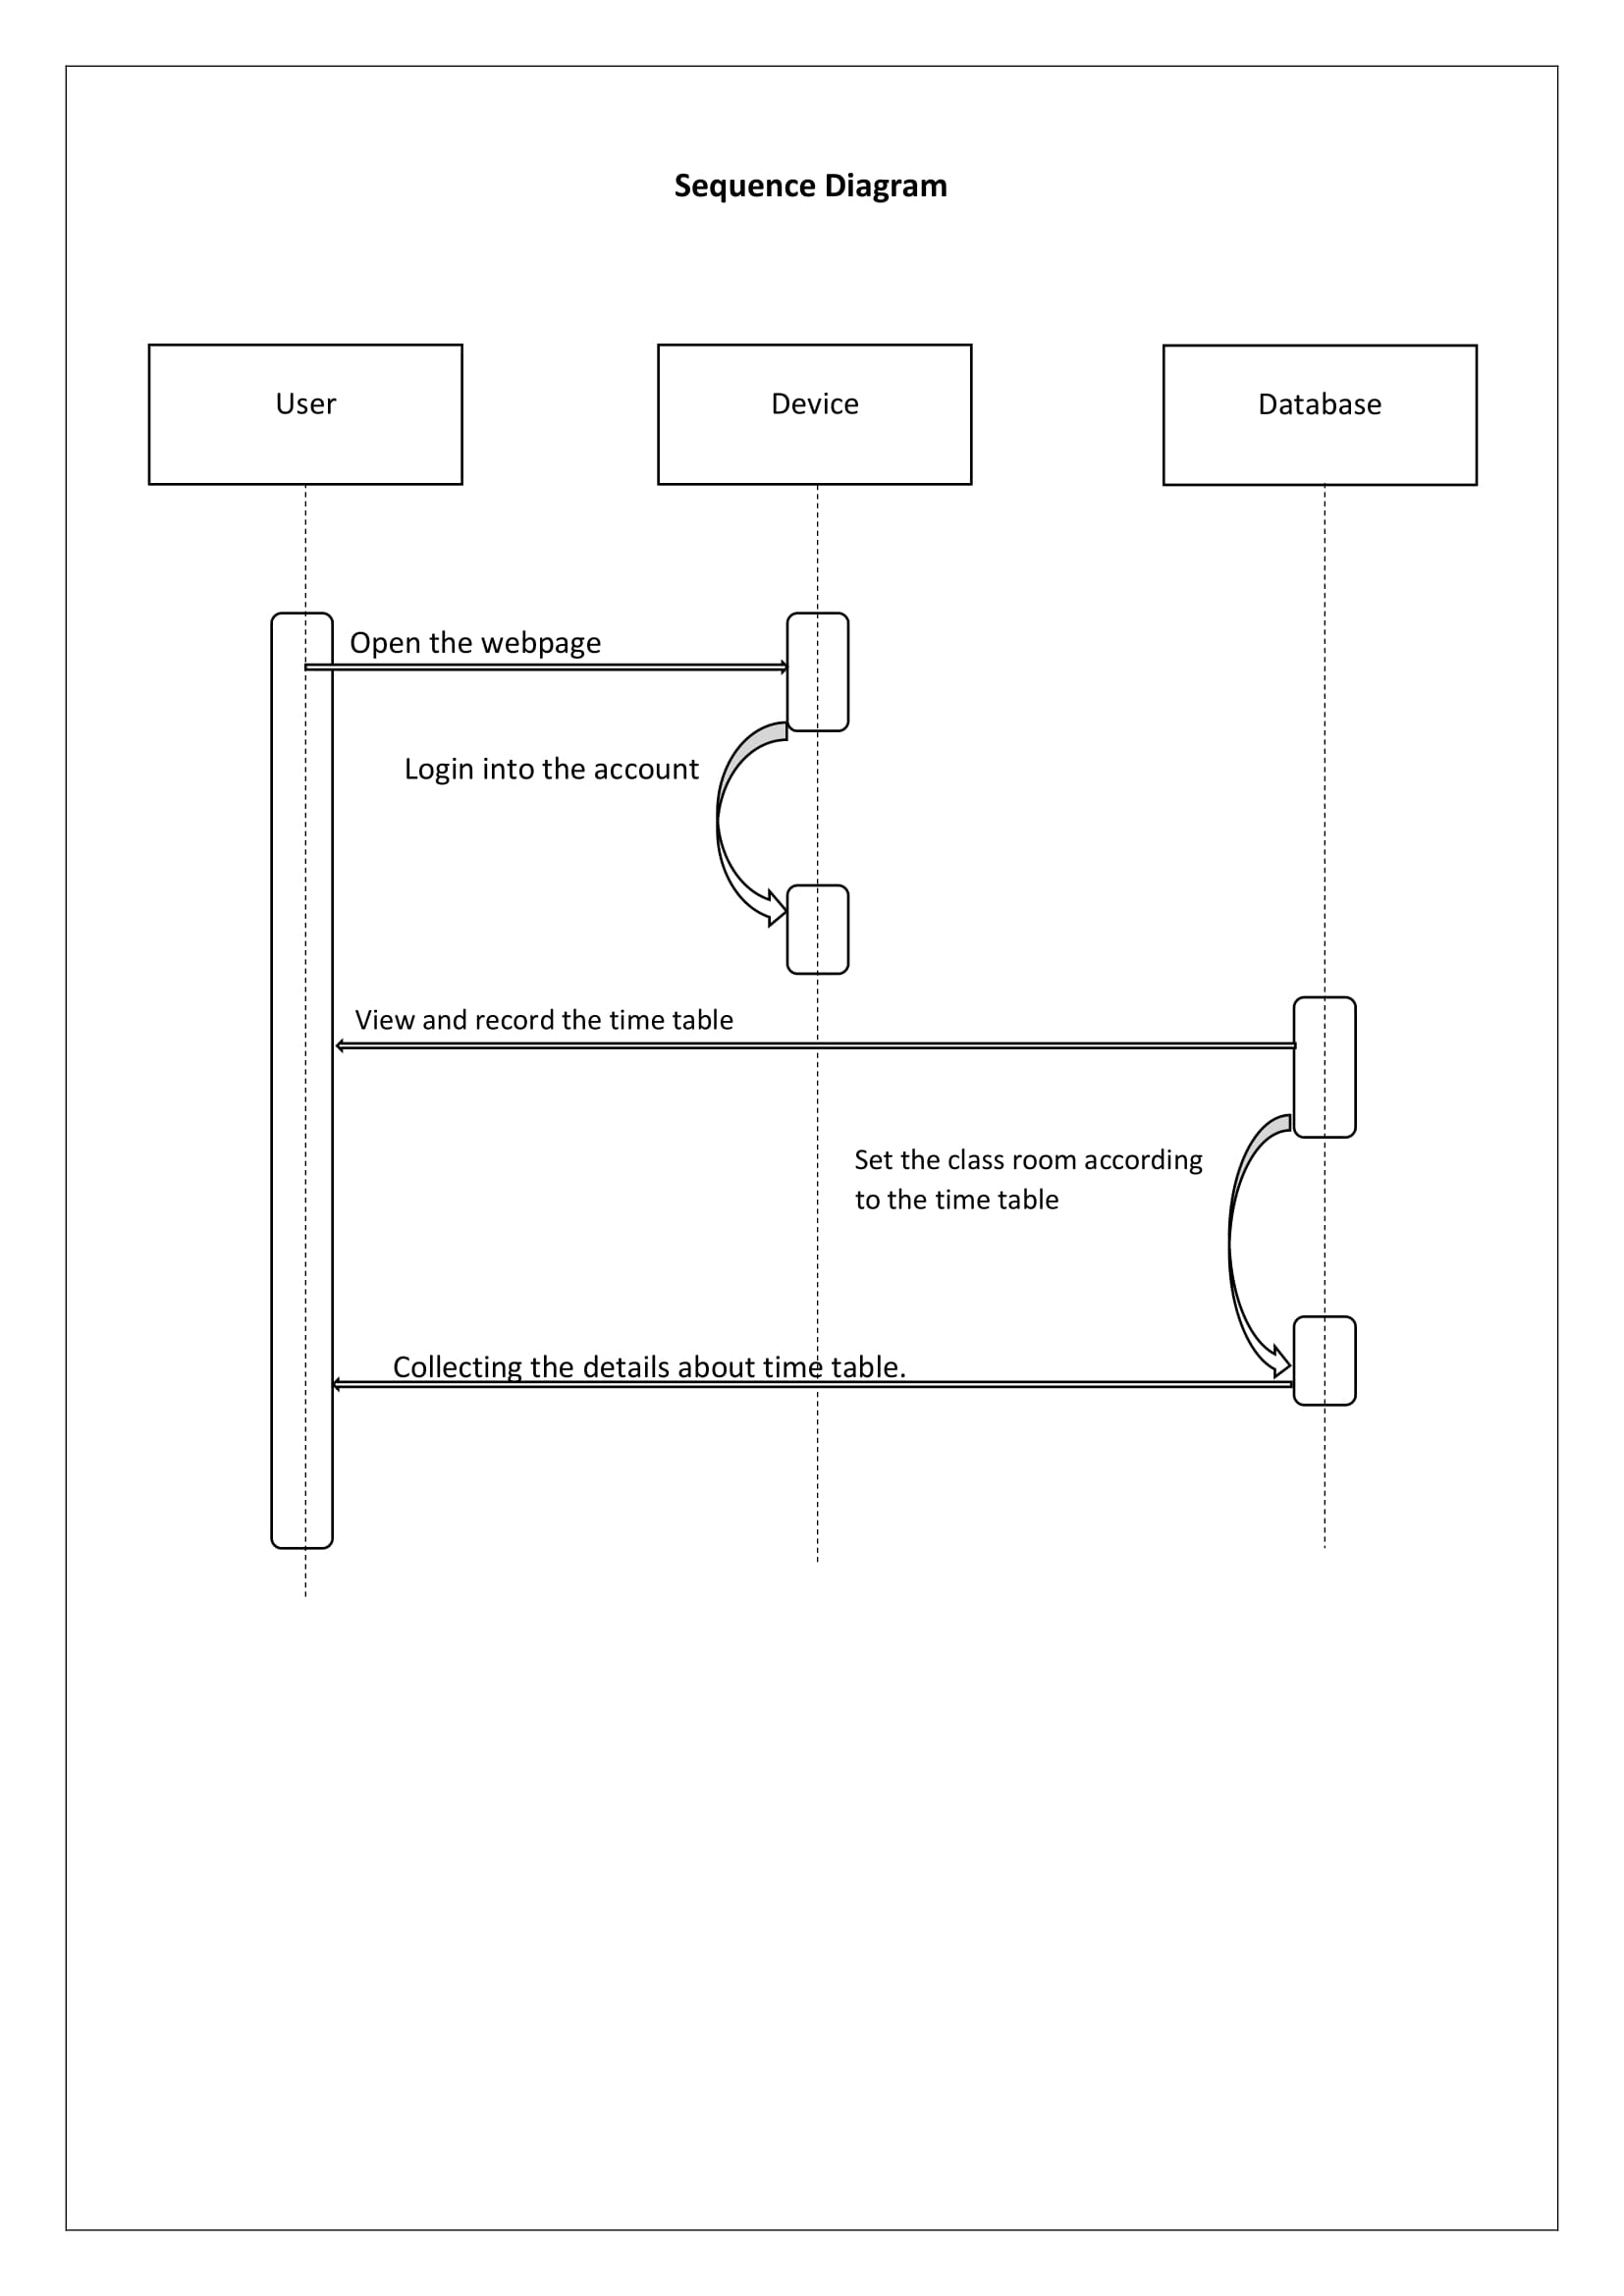 Sequence Diagram
User
Device
Database
Open the webpage
Login into the account
View and record the time table
Set the class room according
to the time table
Collecting the details about time table.